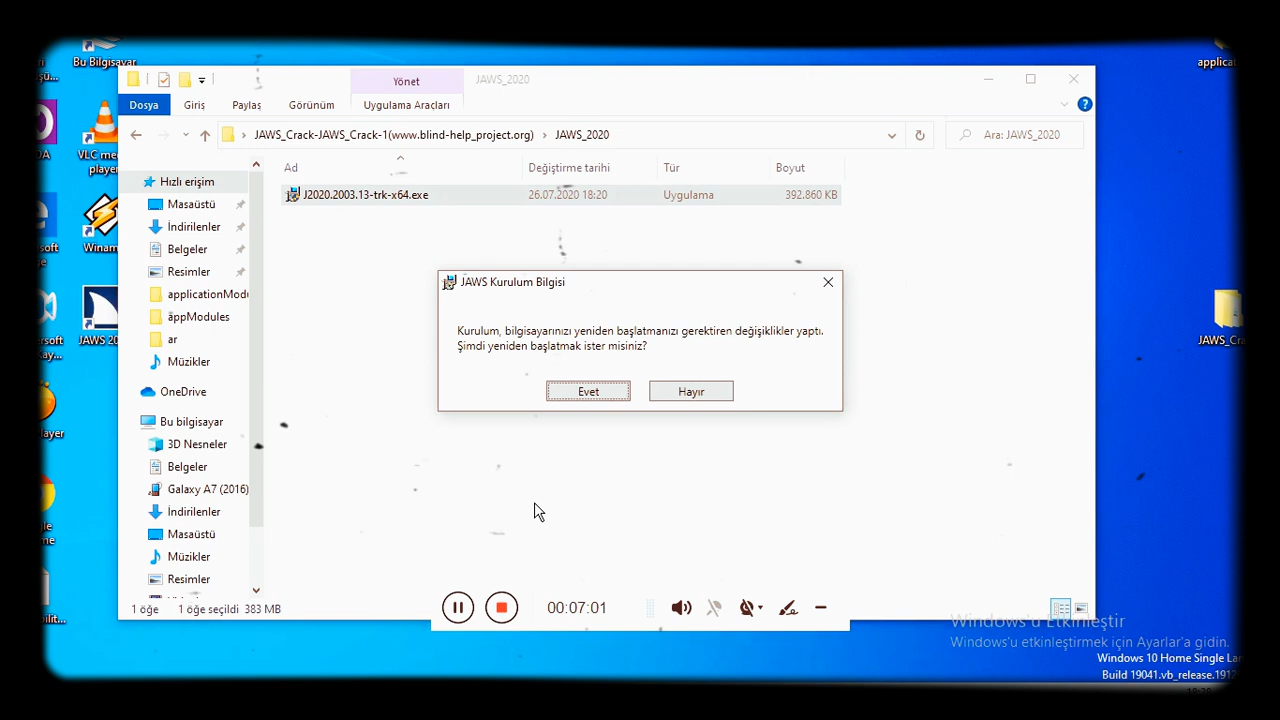 Bu Bilgisayar
Yönet
JAWS_2020
Dosya
Giriş
Paylaş
Görünüm
Uygulama Araçları
JAWS_Crack-JAWS_Crack-1(www.blind-help_project.org)
JAWS_2020
Ara: JAWS_2020
Ad
Değiştirme tarihi
Tür
Boyut
J2020.2003.13-trk-x64.exe
26.07.2020 18:20
Uygulama
392.860 KB
VLC me
player
Winam
JAWS 20
Hızlı erişim
Masaüstü
İndirilenler
Belgeler
Resimler
applicationModu
appModules
ar
Müzikler
OneDrive
Bu bilgisayar
3D Nesneler
Belgeler
Galaxy A7 (2016)
İndirilenler
Masaüstü
Müzikler
Resimler
JAWS Kurulum Bilgisi
Kurulum, bilgisayarınızı yeniden başlatmanızı gerektiren değişiklikler yaptı.
Şimdi yeniden başlatmak ister misiniz?
Evet
Hayır
applicat
JAWS_Cra
1 öğe
1 öğe seçildi 383 MB
00:07:01
Windows'u Etkinleştir
Windows'u etkinleştirmek için Ayarlar'a gidin.
Windows 10 Home Single Lan
Build 19041.vb_release.1912